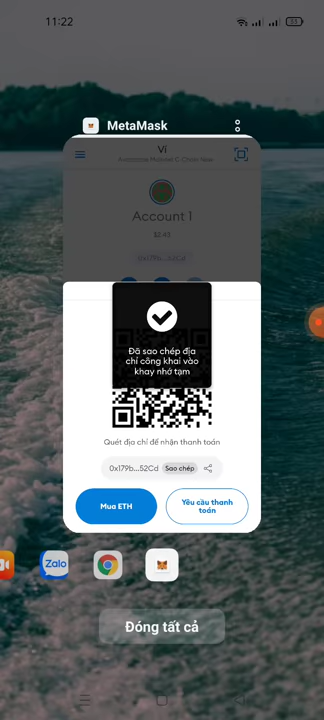 11:22
53
MetaMask
Ví
Account 1
$2.43
Đã sao chép địa
chỉ công khai vào
khay nhớ tạm
Quét địa chỉ để nhận thanh toán
0x179b...52Cd Sao chép
Mua ETH
Yêu cầu thanh
toán
Zalo
Đóng tất cả